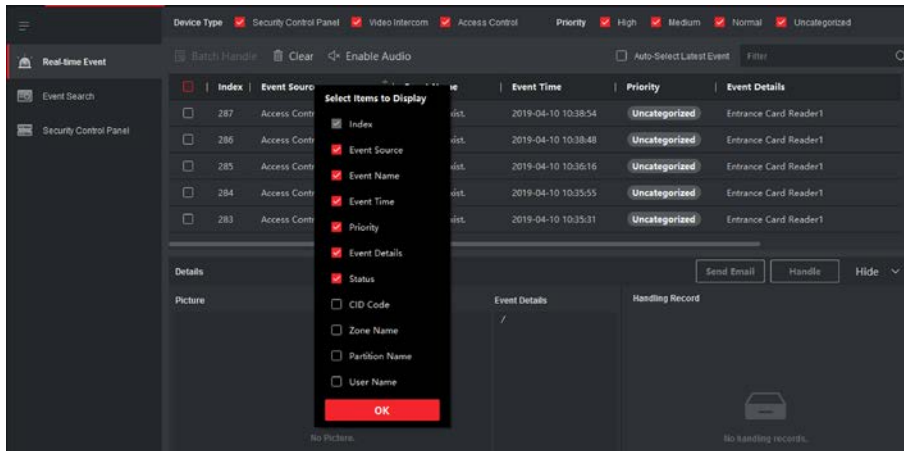 Device Type Security Control Panel Video Intercom Access Control Priority High Medium Normal Uncategorized
Real-time Event
Event Search
Security Control Panel
Batch Handle Clear Enable Audio Auto-Select Latest Event Filter
Index Event Sourc Event Time Priority Event Details
287 Access Contr xist. 2019-04-10 10:38:54 Uncategorized Entrance Card Reader1
286 Access Contr xist. 2019-04-10 10:38:48 Uncategorized Entrance Card Reader1
285 Access Contr xist. 2019-04-10 10:36:16 Uncategorized Entrance Card Reader1
284 Access Contr xist. 2019-04-10 10:35:55 Uncategorized Entrance Card Reader1
283 Access Contr xist. 2019-04-10 10:35:31 Uncategorized Entrance Card Reader1
Select Items to Display
Index
Event Source
Event Name
Event Time
Priority
Event Details
Status
CID Code
Zone Name
Partition Name
User Name
OK
Details Send Email Handle Hide
Picture Event Details Handling Record
/
No Picture.
No handling records.